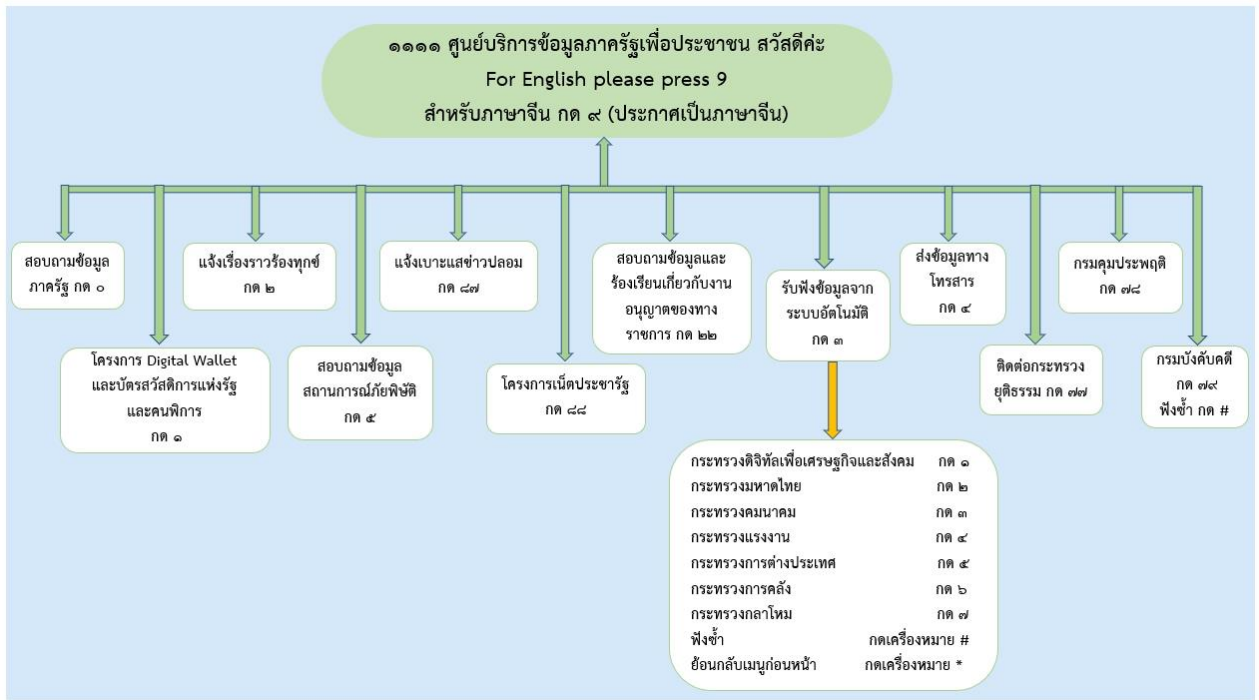 ๑๑๑๑ ศูนย์บริการข้อมูลภาครัฐเพื่อประชาชน สวัสดีค่ะ
For English please press 9
สำหรับภาษาจีน กด ๙ (ประกาศเป็นภาษาจีน)
สอบถามข้อมูล
ภาครัฐ กด ๐
โครงการ Digital Wallet
และบัตรสวัสดิการแห่งรัฐ
และคนพิการ
กด ๑
แจ้งเรื่องราวร้องทุกข์
กด ๒
สอบถามข้อมูล
สถานการณ์ภัยพิษัติ
กด ๕
แจ้งเบาะแสข่าวปลอม
กด ๘๗
โครงการเน็ตประชารัฐ
กด ๘๘
สอบถามข้อมูลและ
ร้องเรียนเกี่ยวกับงาน
อนุญาตของทาง
ราชการ กด ๒๒
รับฟังข้อมูลจาก
ระบบอัตโนมัติ
กด ๓
ส่งข้อมูลทาง
โทรสาร
กด ๔
ติดต่อกระทรวง
ยุติธรรม กด ๗๗
กรมคุมประพฤติ
กด ๗๘
กรมบังคับคดี
กด ๗๙
ฟังซ้ำ กด #
กระทรวงดิจิทัลเพื่อเศรษฐกิจและสังคม กด ๑
กระทรวงมหาดไทย กด ๒
กระทรวงคมนาคม กด ๓
กระทรวงแรงงาน กด ๔
กระทรวงการต่างประเทศ กด ๕
กระทรวงการคลัง กด ๖
กระทรวงกลาโหม กด ๗
ฟังซ้ำ กดเครื่องหมาย #
ย้อนกลับเมนูก่อนหน้า กดเครื่องหมาย *